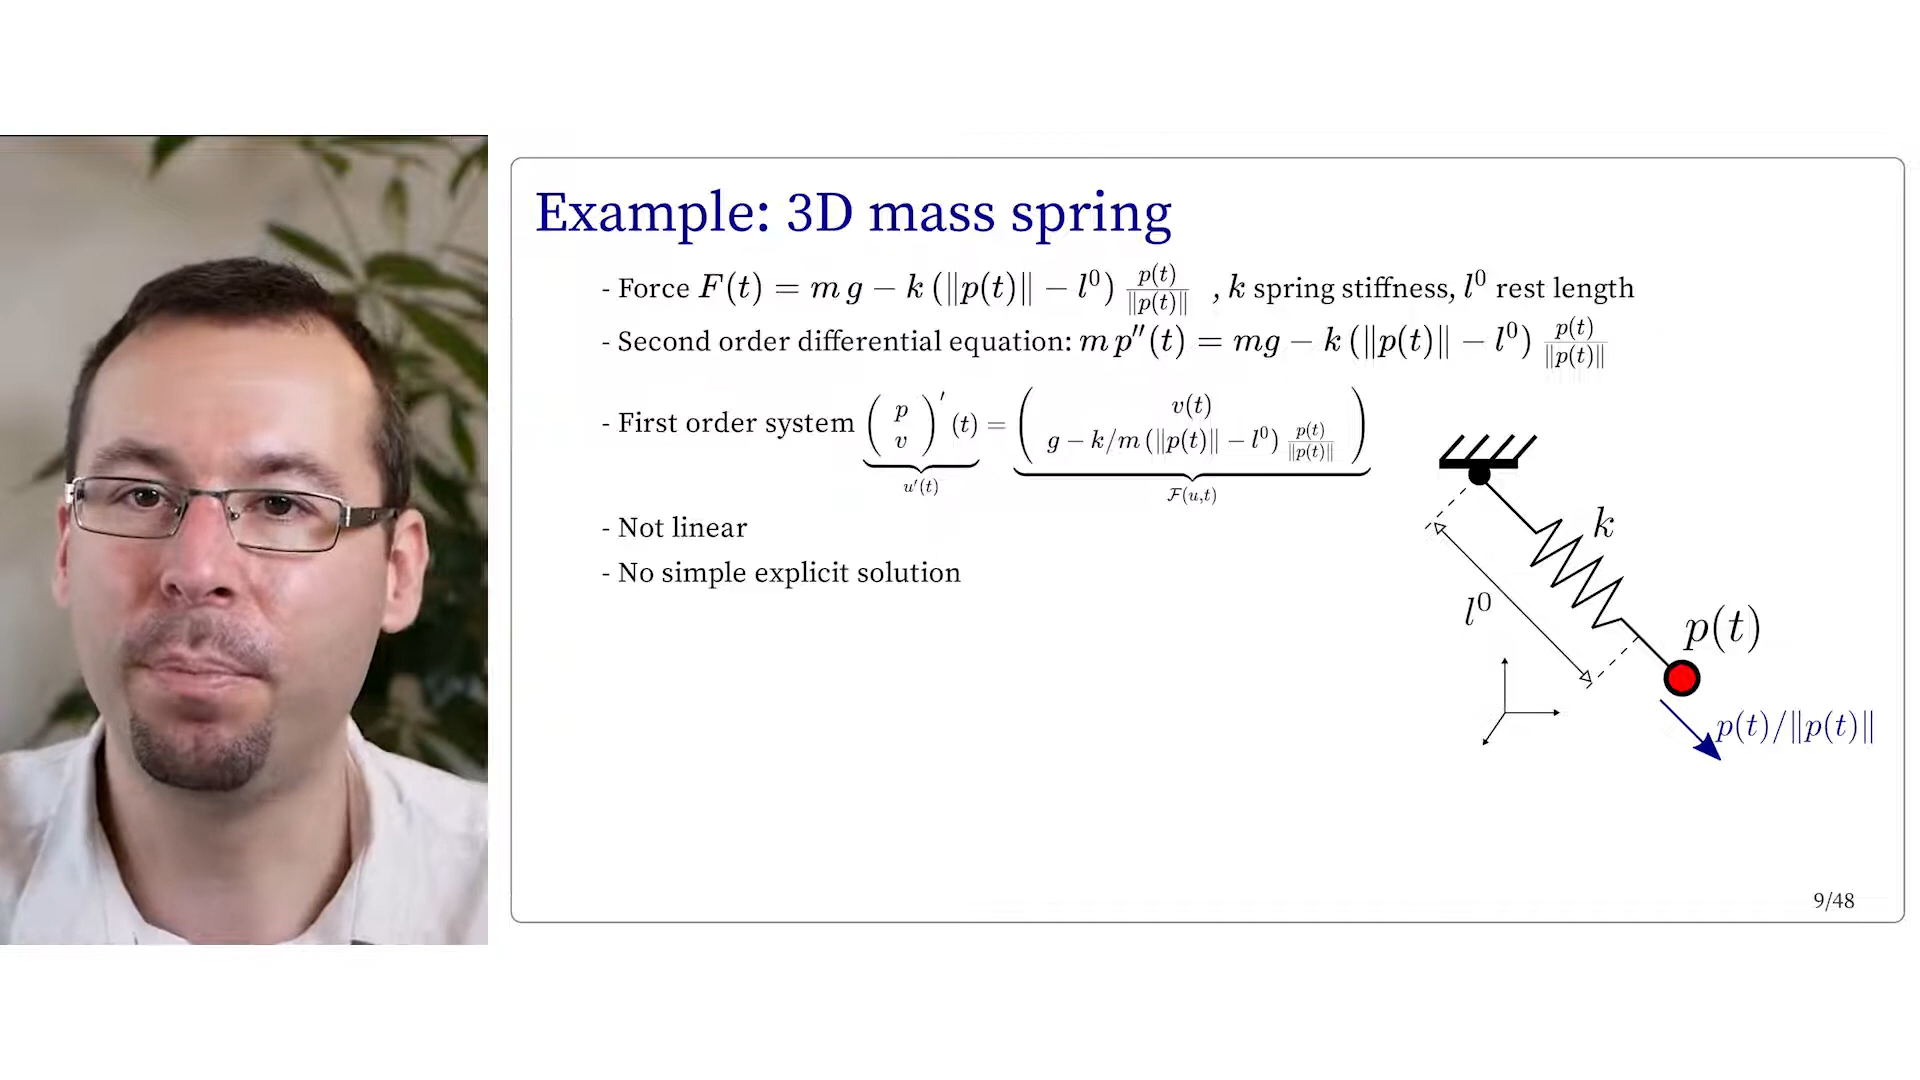 Example: 3D mass spring
- Force F(t) = m g − k (‖p(t)‖ − l⁰) p(t)/‖p(t)‖ , k spring stiffness, l⁰ rest length
- Second order differential equation: m p″(t) = mg − k (‖p(t)‖ − l⁰) p(t)/‖p(t)‖
- First order system (p v)′ (t) = (v(t) g − k/m (‖p(t)‖ − l⁰) p(t)/‖p(t)‖)
u′(t) F(u,t)
- Not linear
- No simple explicit solution
k
l⁰
p(t)
p(t)/‖p(t)‖
9/48